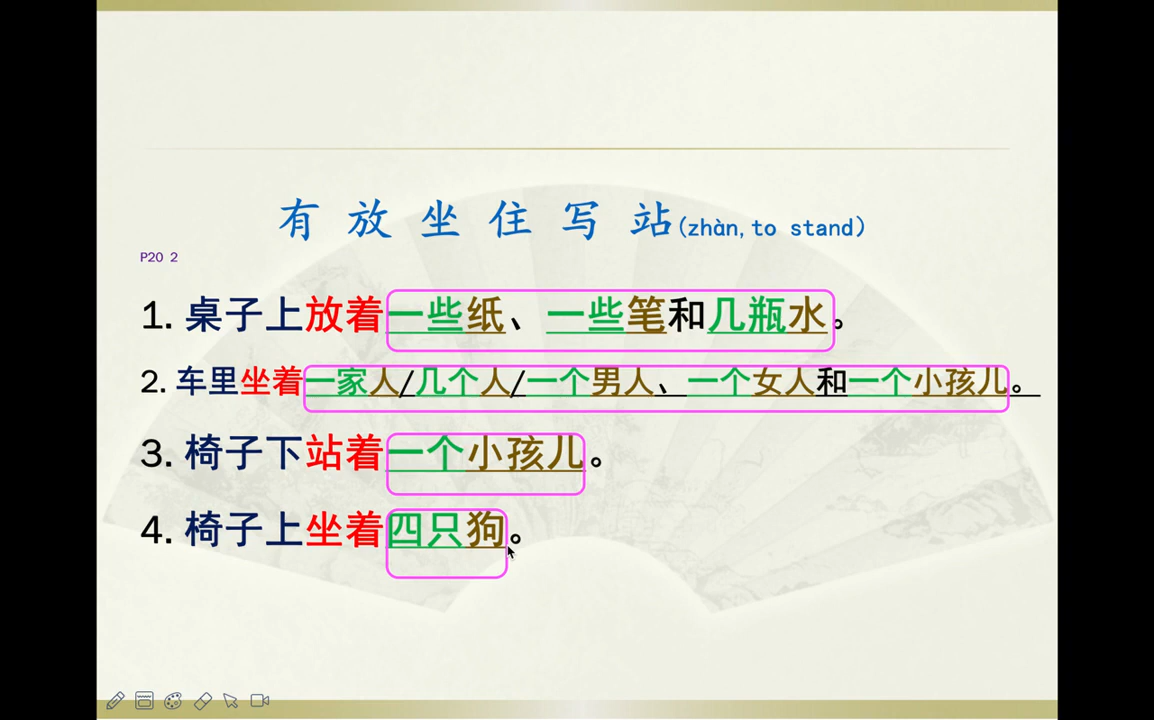 有 放 坐 住 写 站(zhàn,to stand)
P20 2
1. 桌子上放着一些纸、一些笔和几瓶水。
2. 车里坐着一家人/几个人/一个男人、一个女人和一个小孩儿。
3. 椅子下站着一个小孩儿。
4. 椅子上坐着四只狗。